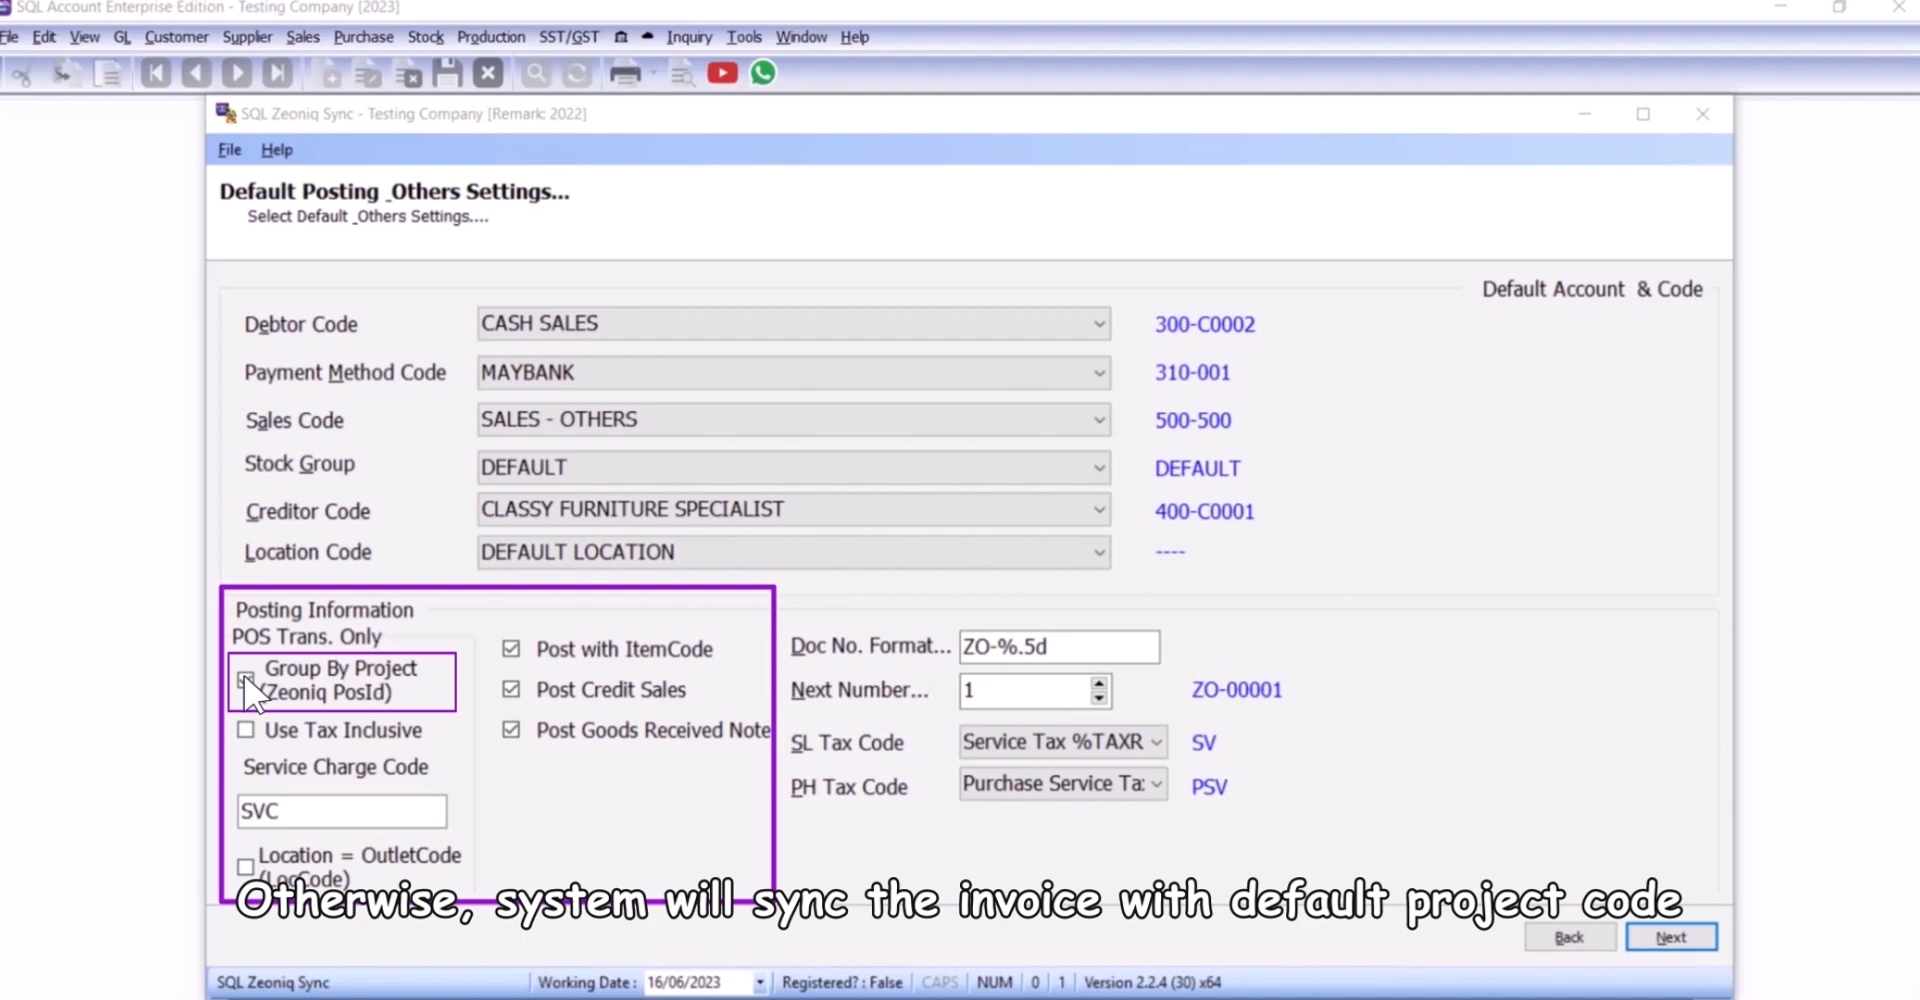 SQL Account Enterprise Edition - Testing Company [2023]
File Edit View GL Customer Supplier Sales Purchase Stock Production SST/GST Inquiry Tools Window Help
SQL Zeoniq Sync - Testing Company [Remark: 2022]
File Help
Default Posting _Others Settings...
Select Default _Others Settings....
Default Account & Code
Debtor Code CASH SALES 300-C0002
Payment Method Code MAYBANK 310-001
Sales Code SALES - OTHERS 500-500
Stock Group DEFAULT DEFAULT
Creditor Code CLASSY FURNITURE SPECIALIST 400-C0001
Location Code DEFAULT LOCATION ----
Posting Information
POS Trans. Only
Group By Project
(Zeoniq PosId)
Use Tax Inclusive
Service Charge Code
SVC
Location = OutletCode
(LocCode)
Post with ItemCode
Post Credit Sales
Post Goods Received Note
Doc No. Format... ZO-%.5d
Next Number... 1 ZO-00001
SL Tax Code Service Tax %TAXR SV
PH Tax Code Purchase Service Ta: PSV
Otherwise, system will sync the invoice with default project code
Back Next
SQL Zeoniq Sync Working Date : 16/06/2023 Registered? : False CAPS NUM 0 1 Version 2.2.4 (30) x64